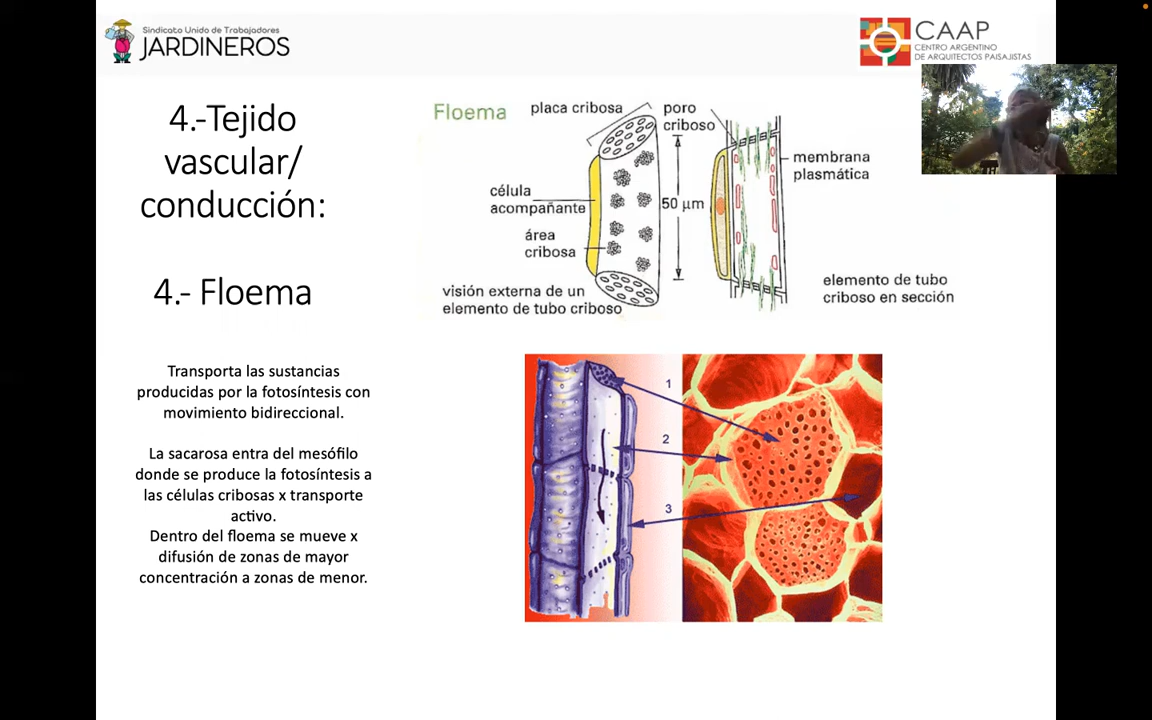 Sindicato Unido de Trabajadores
JARDINEROS
CAAP
CENTRO ARGENTINO
DE ARQUITECTOS PAISAJISTAS
4.-Tejido
vascular/
conducción:
4.- Floema
Transporta las sustancias
producidas por la fotosíntesis con
movimiento bidireccional.
La sacarosa entra del mesófilo
donde se produce la fotosíntesis a
las células cribosas x transporte
activo.
Dentro del floema se mueve x
difusión de zonas de mayor
concentración a zonas de menor.
Floema
placa cribosa
poro
criboso
membrana
plasmática
célula
acompañante
50 µm
área
cribosa
visión externa de un
elemento de tubo criboso
elemento de tubo
criboso en sección
1
2
3